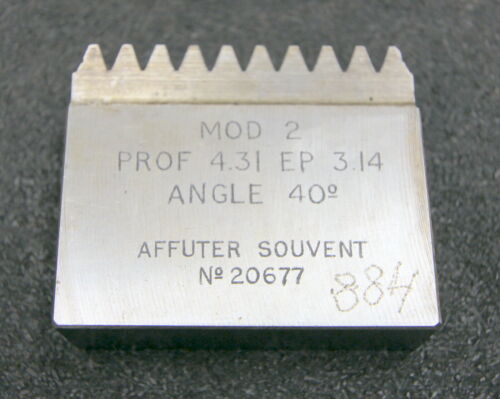 MOD 2
PROF 4.31 EP 3.14
ANGLE 40º
AFFUTER SOUVENT
Nº 20677
884